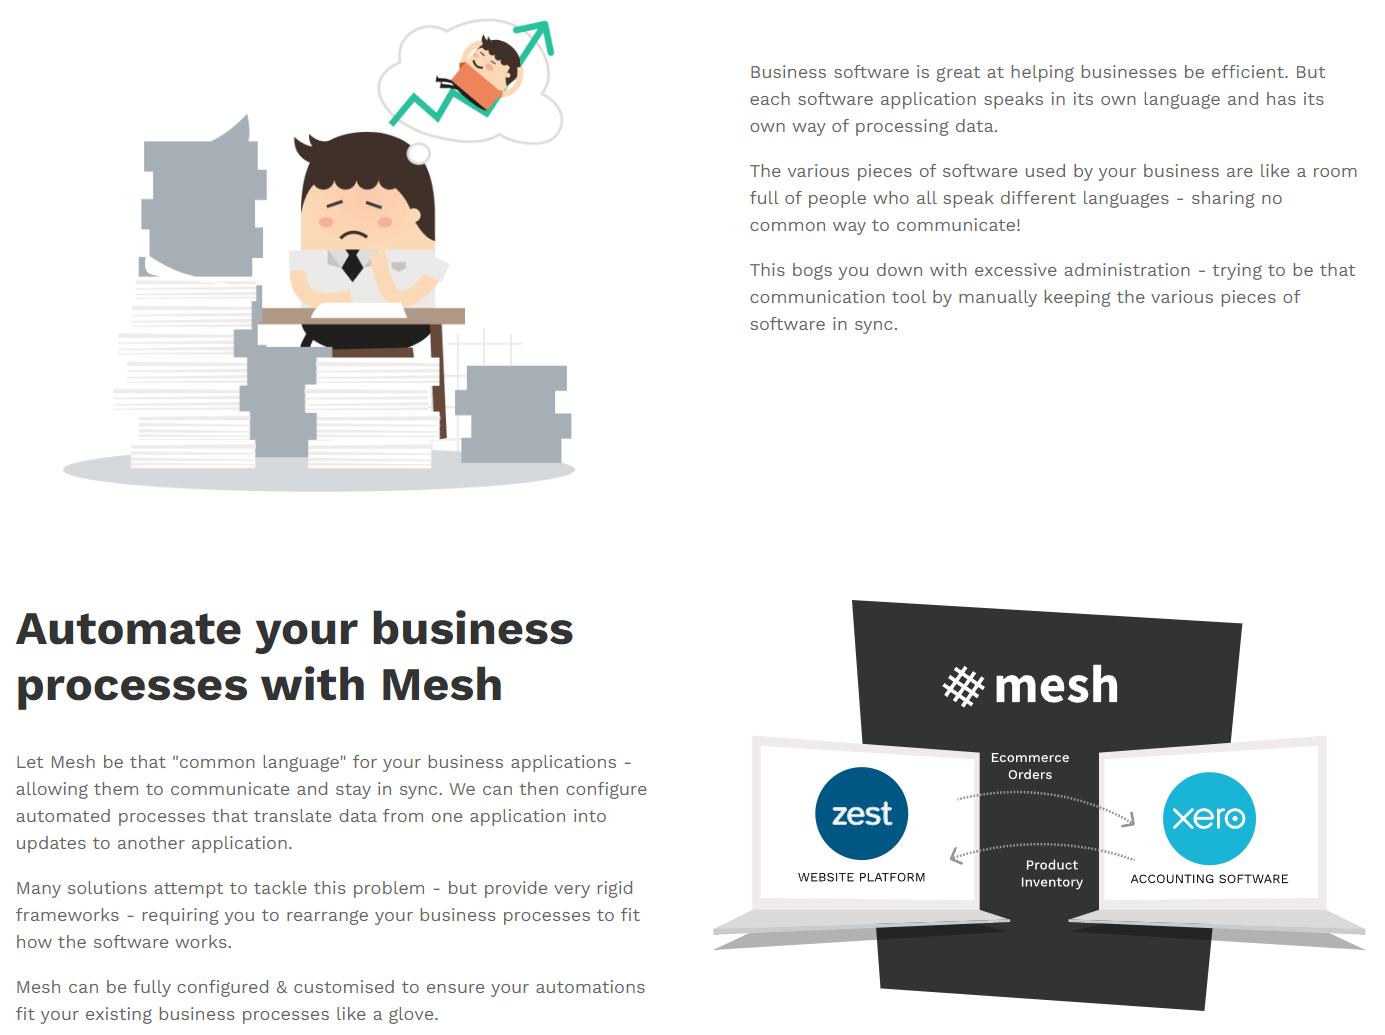 Business software is great at helping businesses be efficient. But
each software application speaks in its own language and has its
own way of processing data.
The various pieces of software used by your business are like a room
full of people who all speak different languages - sharing no
common way to communicate!
This bogs you down with excessive administration - trying to be that
communication tool by manually keeping the various pieces of
software in sync.
Automate your business
processes with Mesh
Let Mesh be that "common language" for your business applications -
allowing them to communicate and stay in sync. We can then configure
automated processes that translate data from one application into
updates to another application.
Many solutions attempt to tackle this problem - but provide very rigid
frameworks - requiring you to rearrange your business processes to fit
how the software works.
Mesh can be fully configured & customised to ensure your automations
fit your existing business processes like a glove.
mesh
Ecommerce
Orders
zest
WEBSITE PLATFORM
xero
ACCOUNTING SOFTWARE
Product
Inventory